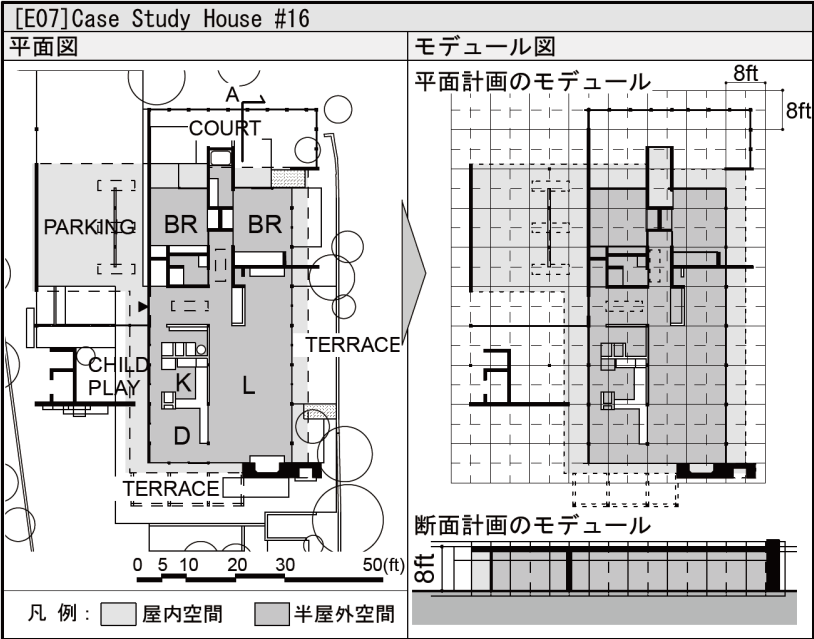 [E07]Case Study House #16
平面図
モデュール図
A
COURT
PARKING
BR
BR
TERRACE
CHILD
PLAY
K
L
D
TERRACE
0 5 10 20 30 50(ft)
凡 例 : 屋内空間 半屋外空間
平面計画のモデュール
8ft
8ft
断面計画のモデュール
8ft